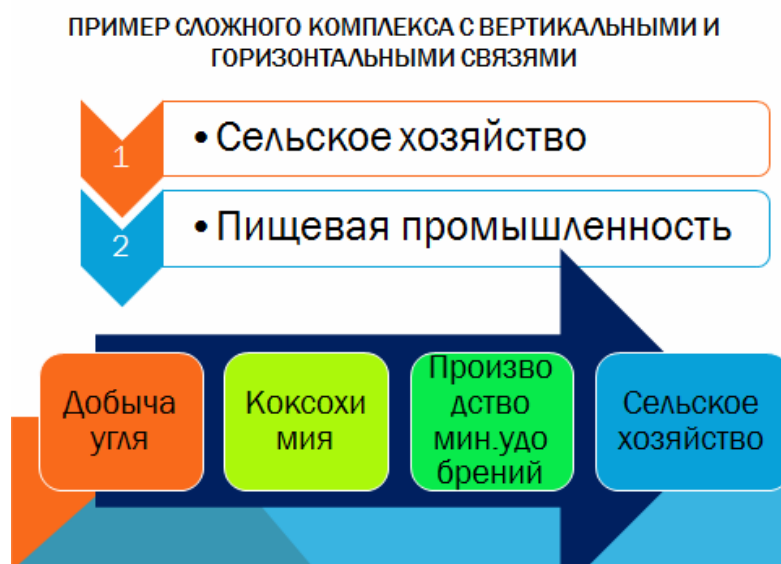 ПРИМЕР СЛОЖНОГО КОМПЛЕКСА С ВЕРТИКАЛЬНЫМИ И
ГОРИЗОНТАЛЬНЫМИ СВЯЗЯМИ
1
• Сельское хозяйство
2
• Пищевая промышленность
Добыча
угля
Коксохи
мия
Произво
дство
мин.удо
брений
Сельское
хозяйство